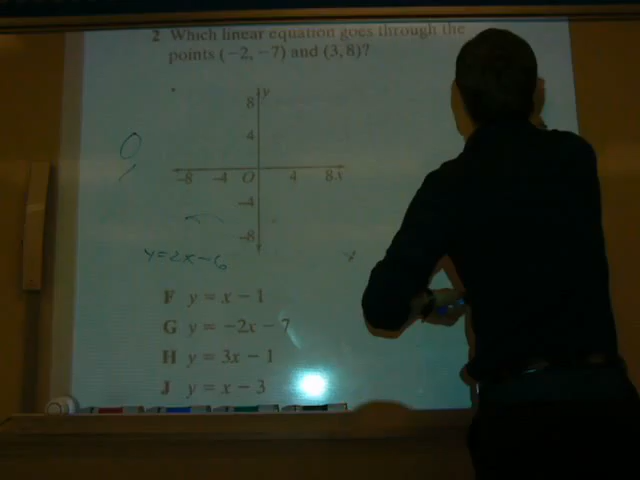 2 Which linear equation goes through the
points (−2, −7) and (3, 8)?
y
8
4
−8 −4 O 4 8 x
−4
−8
y=2x−6
F y = x − 1
G y = −2x − 7
H y = 3x − 1
J y = x − 3